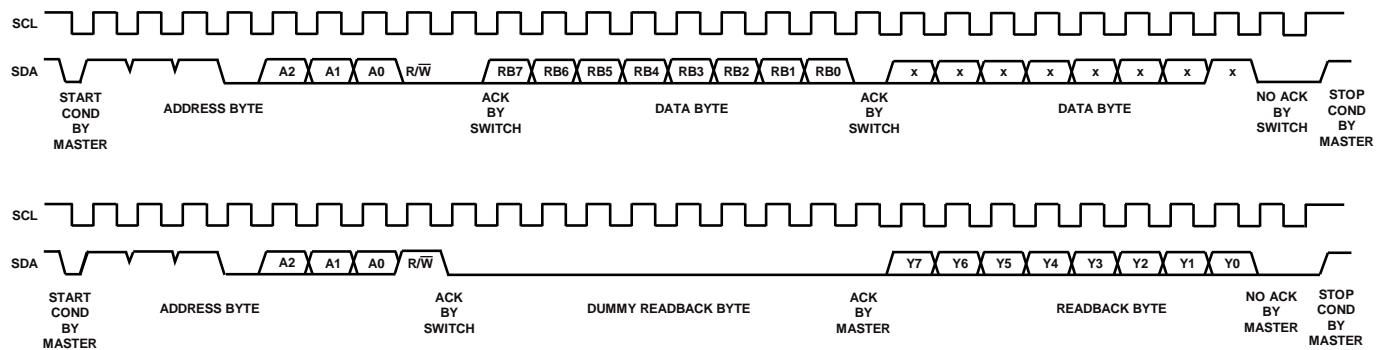 SCL
SDA
A2 A1 A0 R/W̅ RB7 RB6 RB5 RB4 RB3 RB2 RB1 RB0 x x x x x x x x
START
COND
BY
MASTER
ADDRESS BYTE
ACK
BY
SWITCH
DATA BYTE
ACK
BY
SWITCH
DATA BYTE
NO ACK
BY
SWITCH
STOP
COND
BY
MASTER
SCL
SDA
A2 A1 A0 R/W̅ Y7 Y6 Y5 Y4 Y3 Y2 Y1 Y0
START
COND
BY
MASTER
ADDRESS BYTE
ACK
BY
SWITCH
DUMMY READBACK BYTE
ACK
BY
MASTER
READBACK BYTE
NO ACK
BY
MASTER
STOP
COND
BY
MASTER